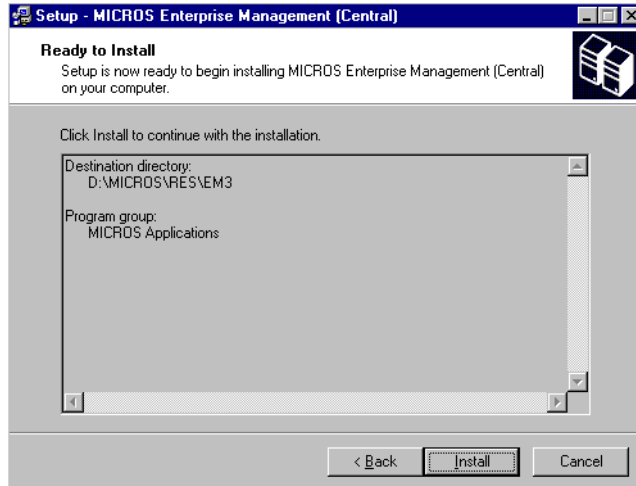 Setup - MICROS Enterprise Management (Central)
Ready to Install
Setup is now ready to begin installing MICROS Enterprise Management (Central)
on your computer.
Click Install to continue with the installation.
Destination directory:
D:\MICROS\RES\EM3
Program group:
MICROS Applications
< Back
Install
Cancel